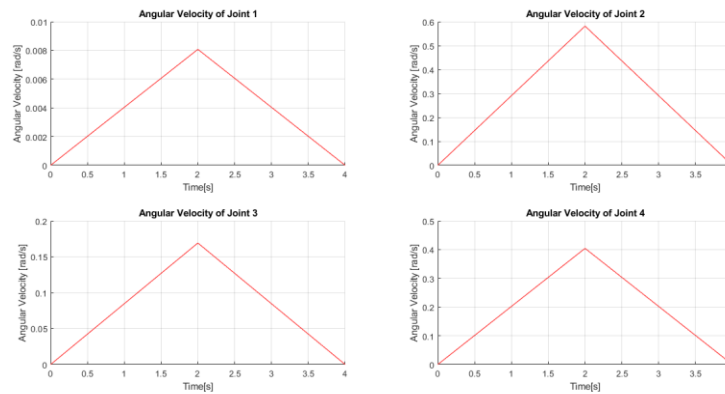 Angular Velocity of Joint 1
Angular Velocity [rad/s]
0.01
0.008
0.006
0.004
0.002
0
0 0.5 1 1.5 2 2.5 3 3.5 4
Time[s]
Angular Velocity of Joint 2
Angular Velocity [rad/s]
0.6
0.5
0.4
0.3
0.2
0.1
0
0 0.5 1 1.5 2 2.5 3 3.5
Time[s]
Angular Velocity of Joint 3
Angular Velocity [rad/s]
0.2
0.15
0.1
0.05
0
0 0.5 1 1.5 2 2.5 3 3.5 4
Time[s]
Angular Velocity of Joint 4
Angular Velocity [rad/s]
0.5
0.4
0.3
0.2
0.1
0
0 0.5 1 1.5 2 2.5 3 3.5
Time[s]